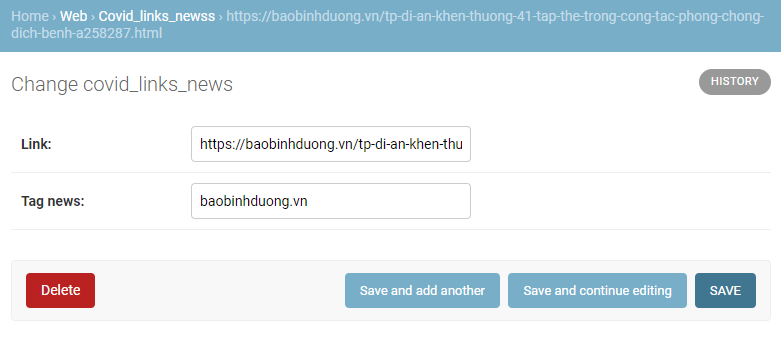 Home › Web › Covid_links_newss › https://baobinhduong.vn/tp-di-an-khen-thuong-41-tap-the-trong-cong-tac-phong-chong-
dich-benh-a258287.html
Change covid_links_news
HISTORY
Link:
https://baobinhduong.vn/tp-di-an-khen-thu
Tag news:
baobinhduong.vn
Delete
Save and add another
Save and continue editing
SAVE